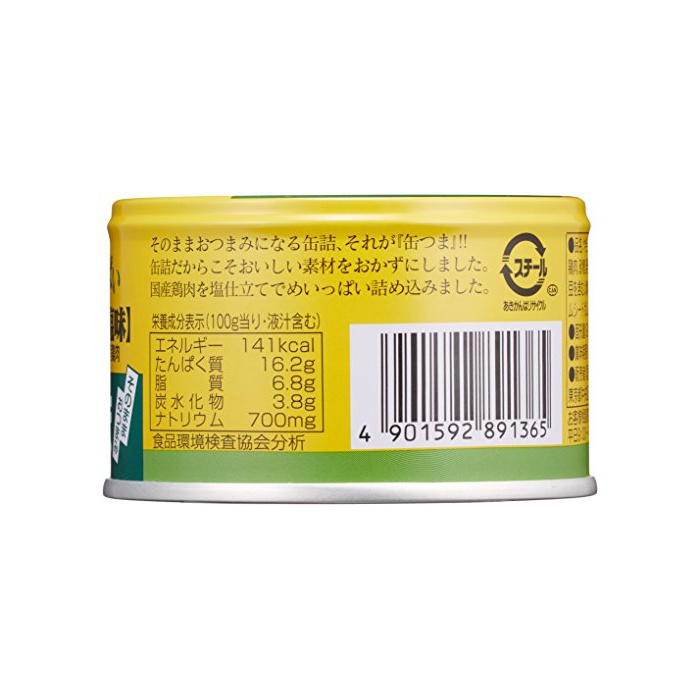 そのままおつまみになる缶詰、それが『缶つま』!!
缶詰だからこそおいしい素材をおかずにしました。
国産鶏肉を塩仕立てでめいっぱい詰め込みました。
栄養成分表示(100g当り・液汁含む)
エネルギー 141kcal
たんぱく質 16.2g
脂質 6.8g
炭水化物 3.8g
ナトリウム 700mg
食品環境検査協会分析
スチール
あきかんはリサイクル
4 901592 891365
味】